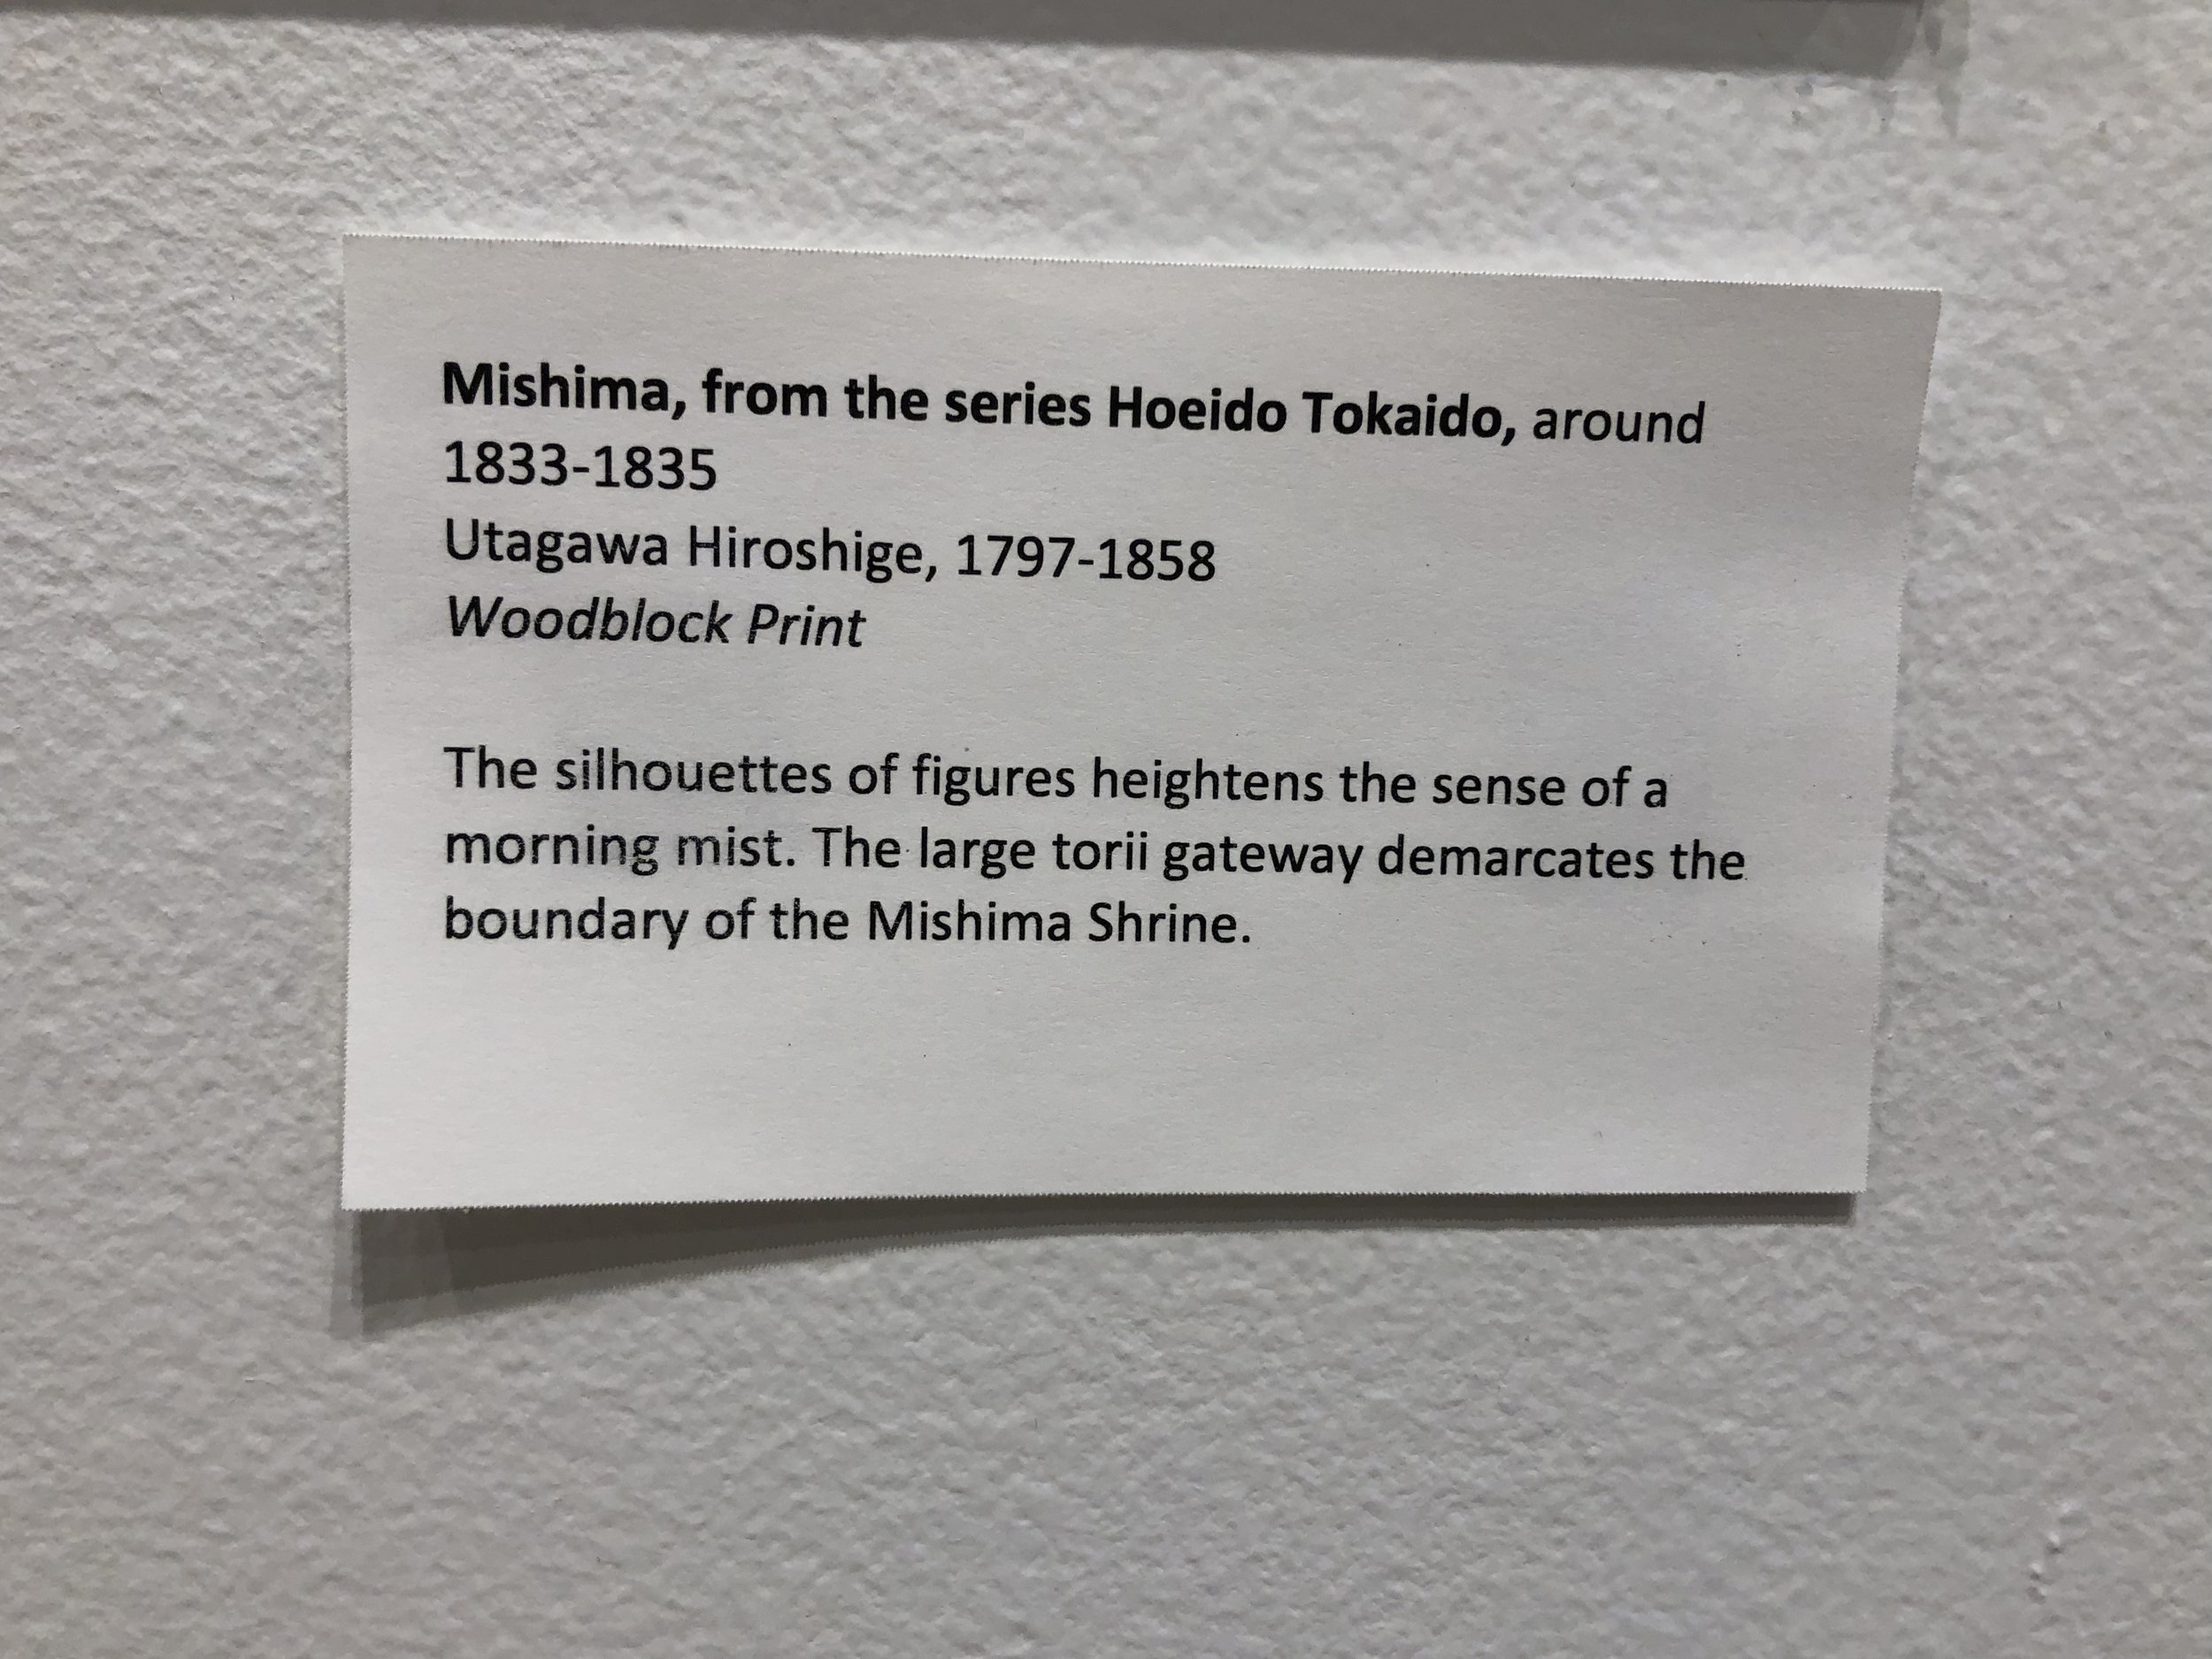 Mishima, from the series Hoeido Tokaido, around
1833-1835
Utagawa Hiroshige, 1797-1858
Woodblock Print
The silhouettes of figures heightens the sense of a
morning mist. The large torii gateway demarcates the
boundary of the Mishima Shrine.